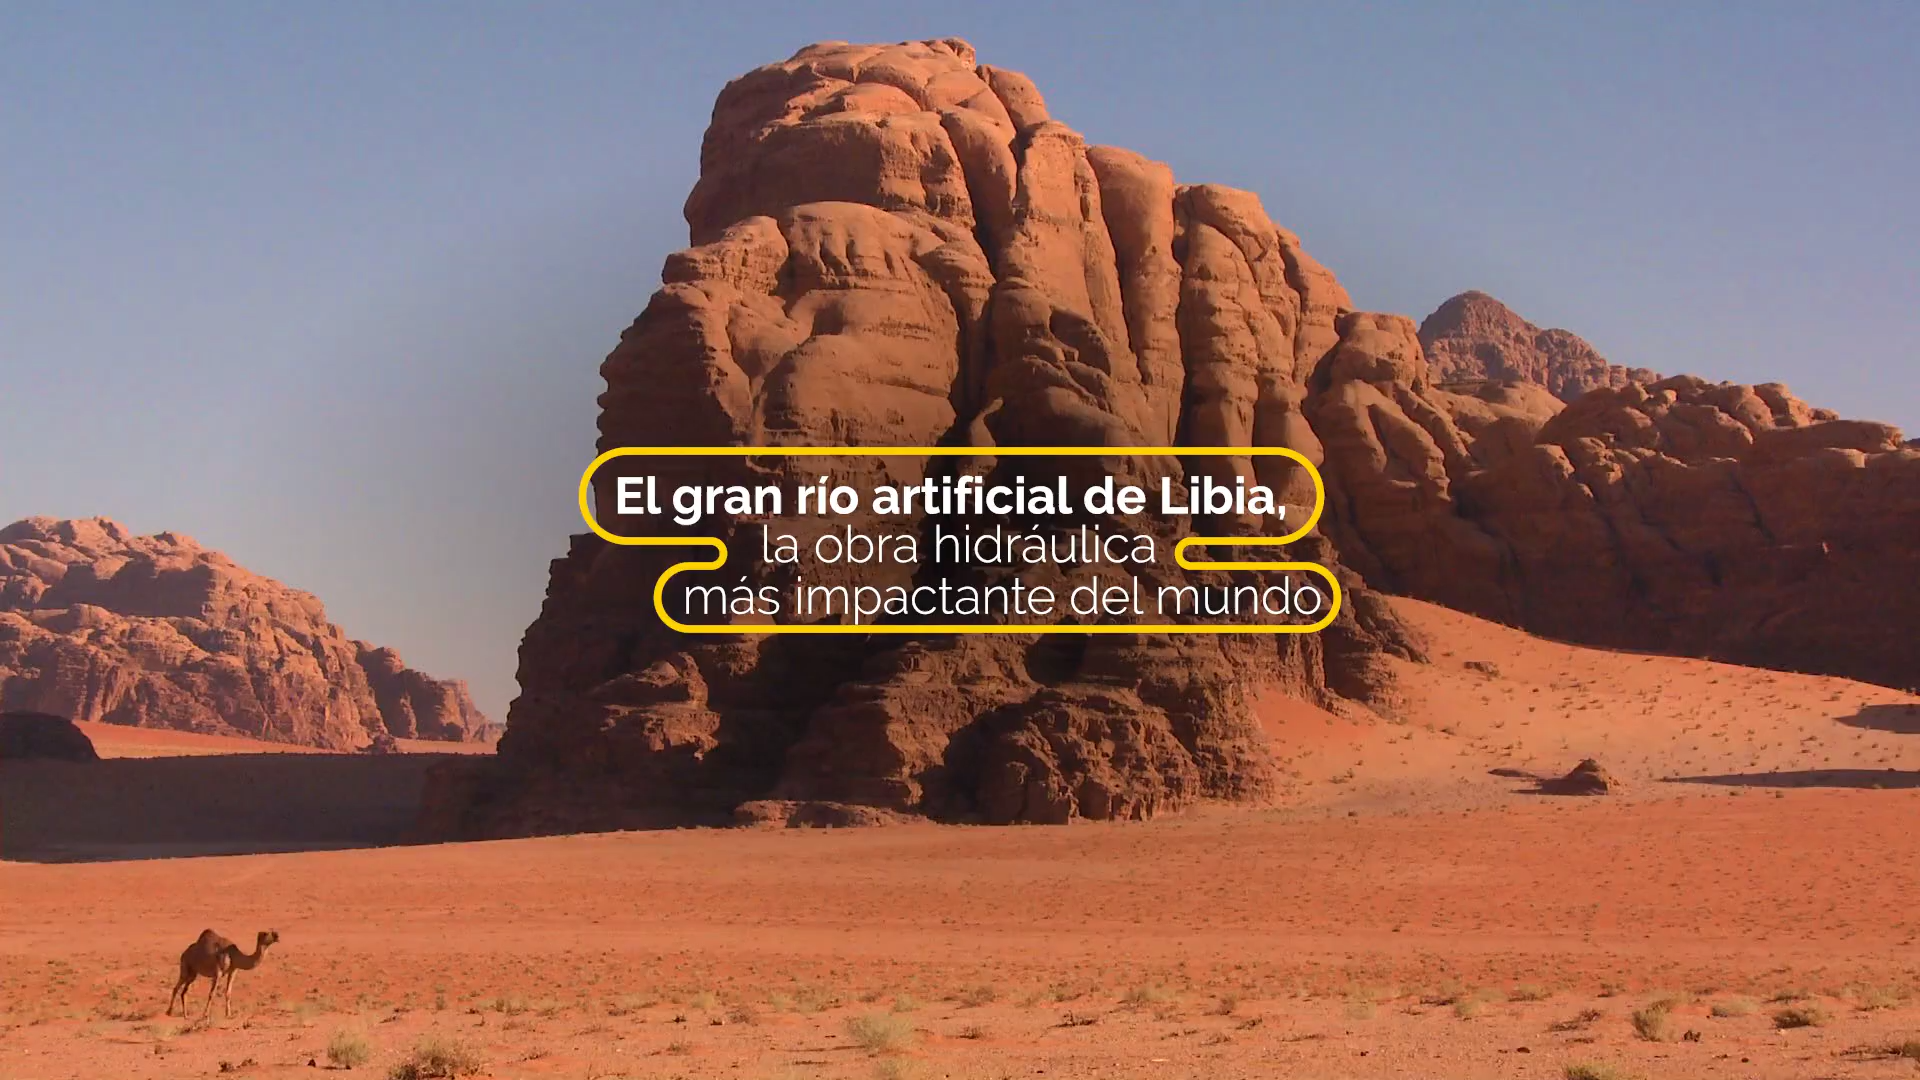 El gran río artificial de Libia,
la obra hidráulica
más impactante del mundo